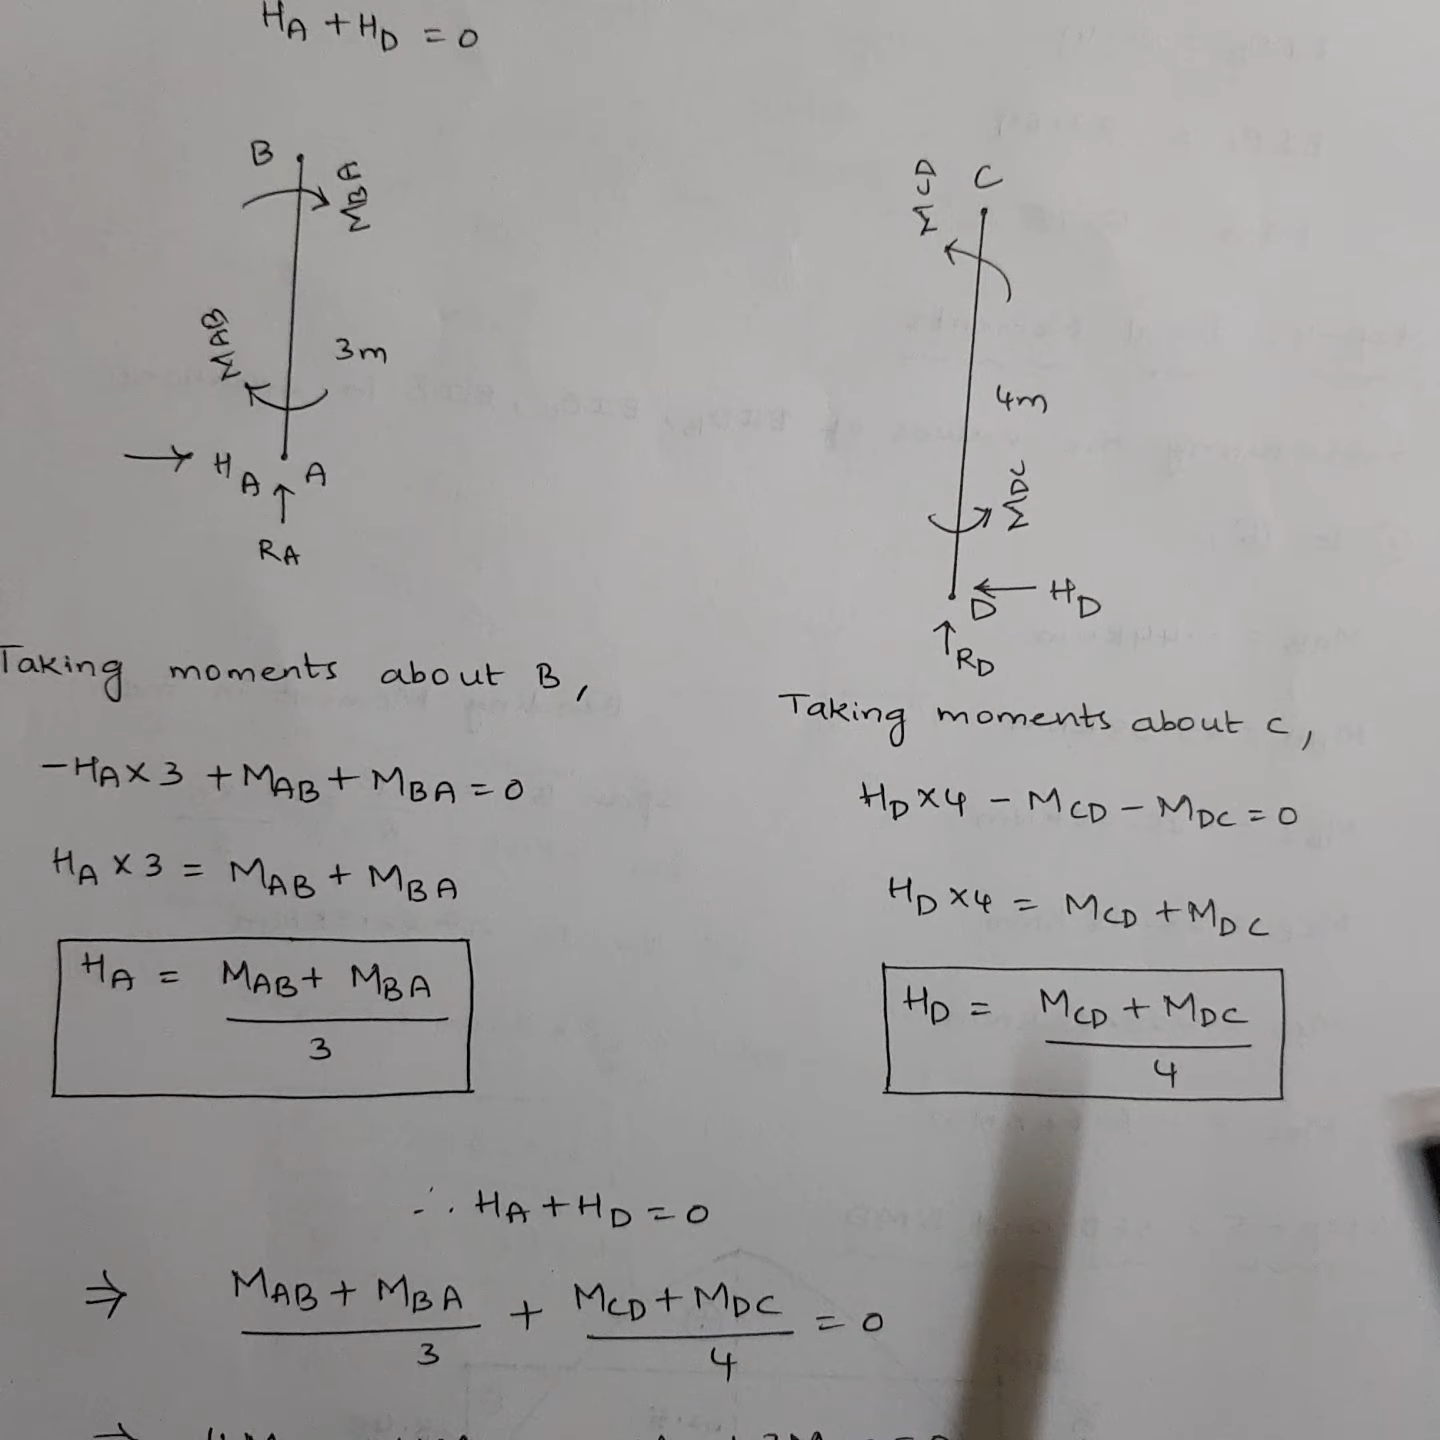 HA + HD = 0
B
MBA
MAB
3m
HA A
RA
MCD C
4m
MDC
D HD
RD
Taking moments about B,
-HA×3 + MAB + MBA = 0
HA × 3 = MAB + MBA
HA = MAB + MBA
3
Taking moments about C,
HD×4 - MCD - MDC = 0
HD×4 = MCD + MDC
HD = MCD + MDC
4
∴ HA + HD = 0
⇒ MAB + MBA + MCD + MDC = 0
3 4